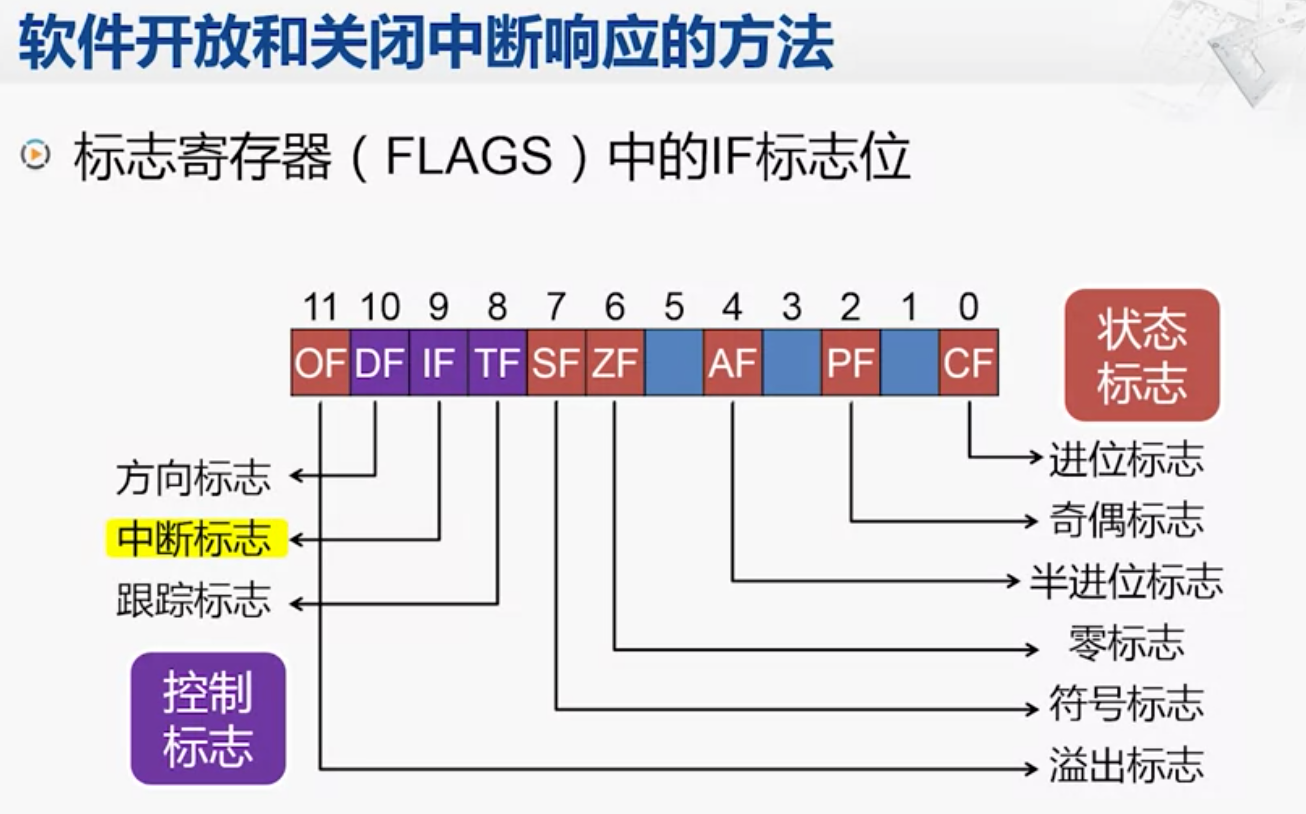 软件开放和关闭中断响应的方法
标志寄存器（FLAGS）中的IF标志位
11 10 9 8 7 6 5 4 3 2 1 0
OF DF IF TF SF ZF AF PF CF
状态
标志
方向标志
中断标志
跟踪标志
控制
标志
进位标志
奇偶标志
半进位标志
零标志
符号标志
溢出标志